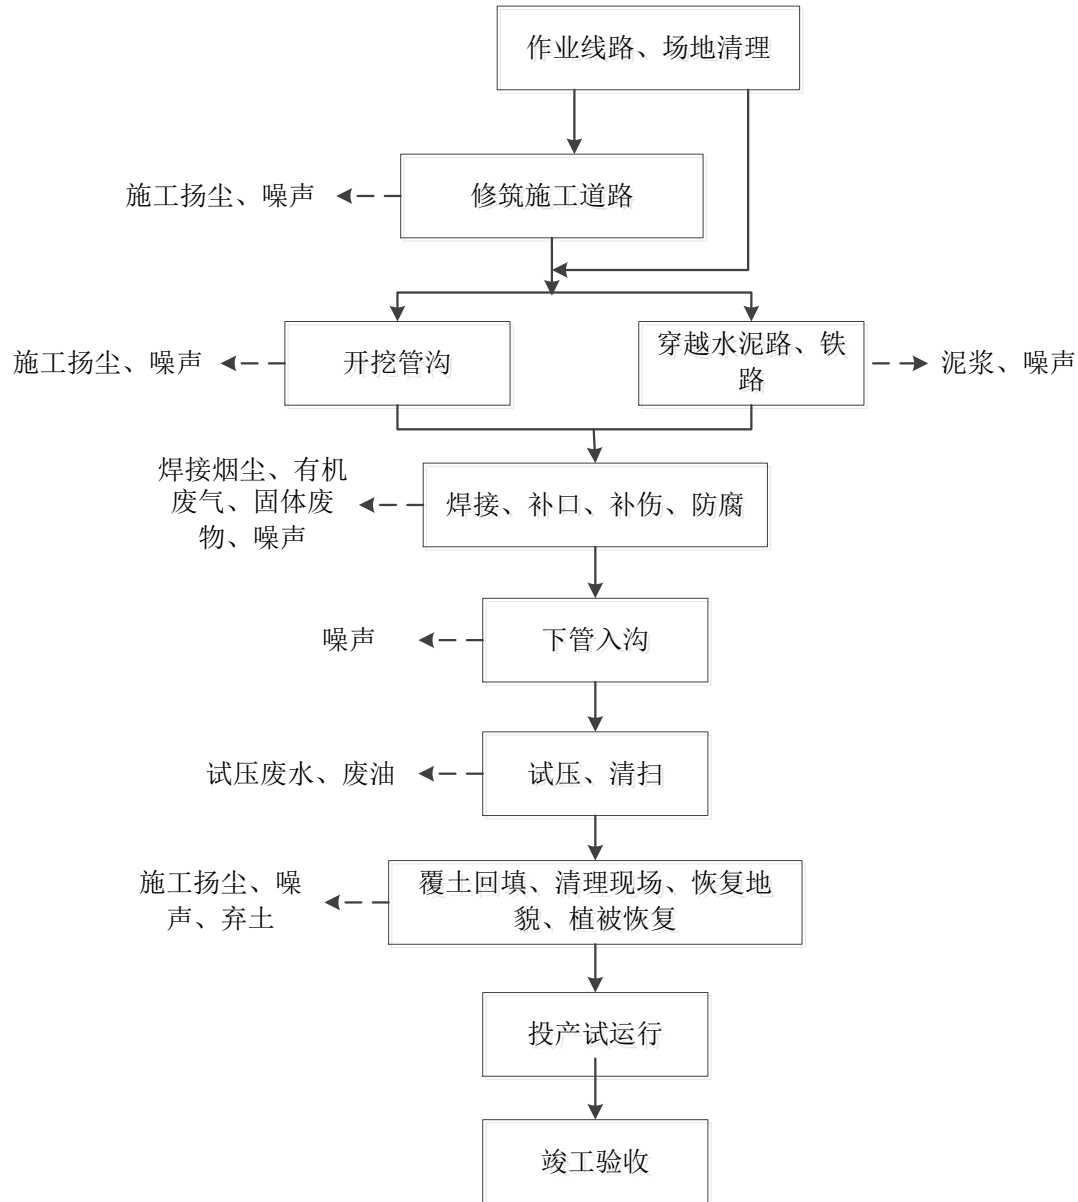 作业线路、场地清理
施工扬尘、噪声
修筑施工道路
施工扬尘、噪声
开挖管沟
穿越水泥路、铁
路
泥浆、噪声
焊接烟尘、有机
废气、固体废
物、噪声
焊接、补口、补伤、防腐
噪声
下管入沟
试压废水、废油
试压、清扫
施工扬尘、噪
声、弃土
覆土回填、清理现场、恢复地
貌、植被恢复
投产试运行
竣工验收